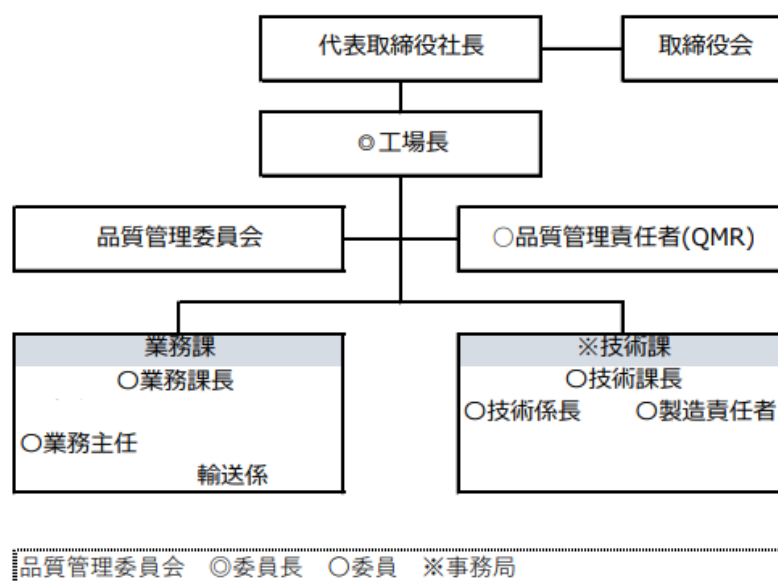 代表取締役社長
取締役会
◎工場長
品質管理委員会
○品質管理責任者(QMR)
業務課
○業務課長
○業務主任
輸送係
※技術課
○技術課長
○技術係長 ○製造責任者
品質管理委員会 ◎委員長 ○委員 ※事務局